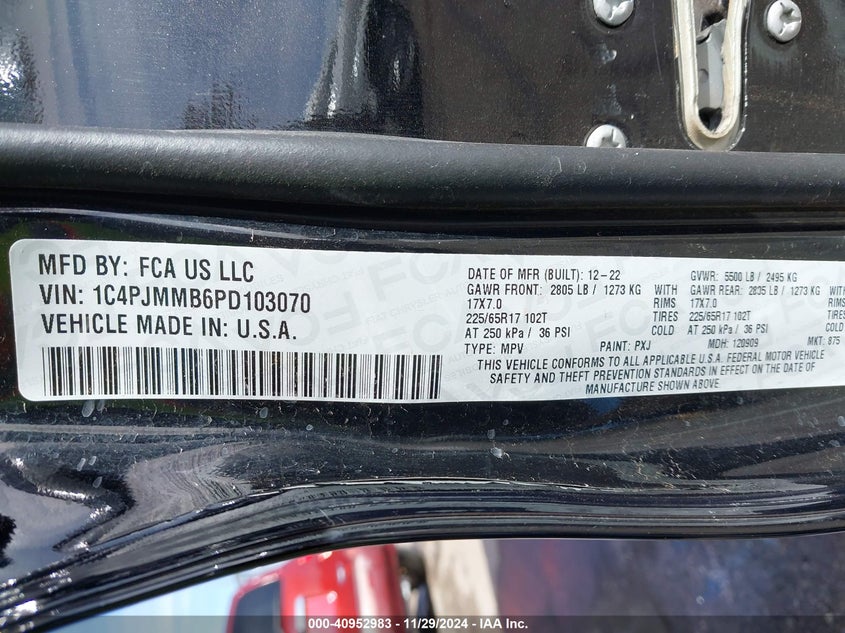 MFD BY: FCA US LLC
VIN: 1C4PJMMB6PD103070
VEHICLE MADE IN: U.S.A.
DATE OF MFR (BUILT): 12-22 GVWR: 5500 LB / 2495 KG
GAWR FRONT: 2805 LB / 1273 KG WITH GAWR REAR: 2835 LB / 1273 KG WITH
17X7.0 RIMS 17X7.0 RIMS
225/65R17 102T TIRES 225/65R17 102T TIRES
AT 250 kPa / 36 PSI COLD AT 250 kPa / 36 PSI COLD
TYPE: MPV PAINT: PXJ MDH: 120909 MKT: 875
THIS VEHICLE CONFORMS TO ALL APPLICABLE U.S.A. FEDERAL MOTOR VEHICLE
SAFETY AND THEFT PREVENTION STANDARDS IN EFFECT ON THE DATE OF
MANUFACTURE SHOWN ABOVE.
000-40952983 - 11/29/2024 - IAA Inc.